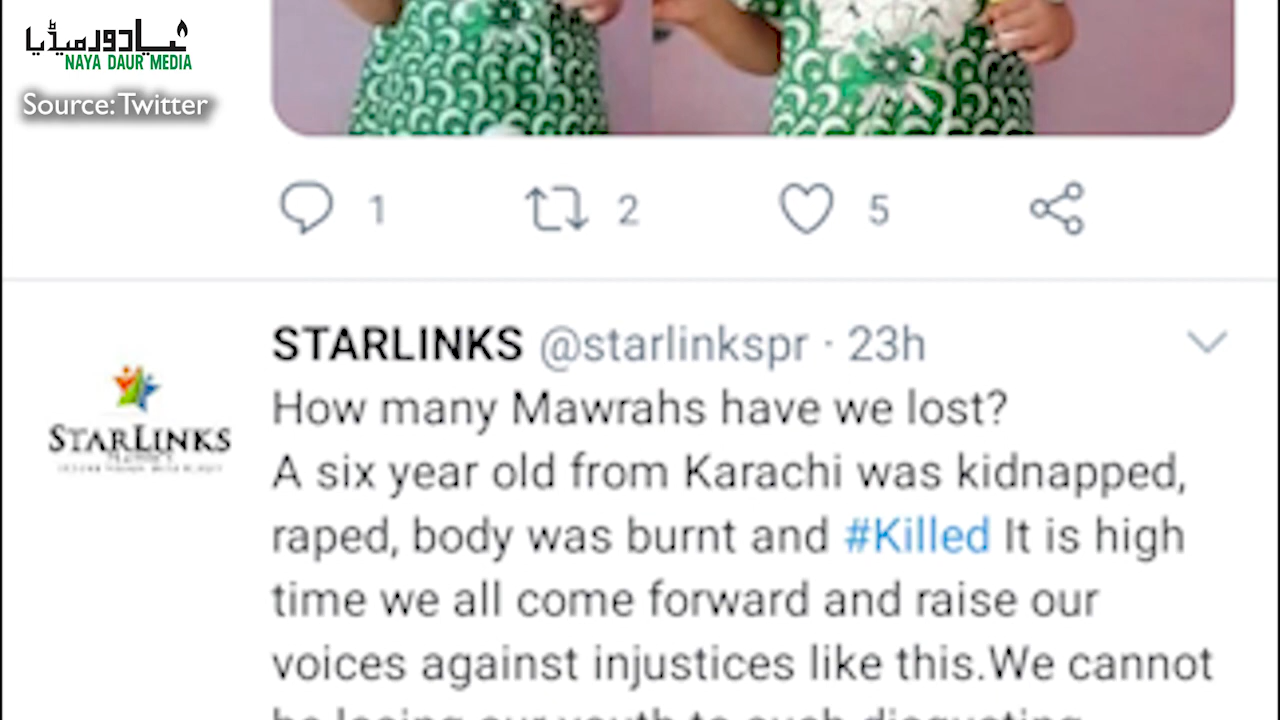 نیا دور میڈیا
NAYA DAUR MEDIA
Source: Twitter
1
2
5
STARLINKS @starlinkspr · 23h
STARLINKS
How many Mawrahs have we lost?
A six year old from Karachi was kidnapped,
raped, body was burnt and #Killed It is high
time we all come forward and raise our
voices against injustices like this.We cannot